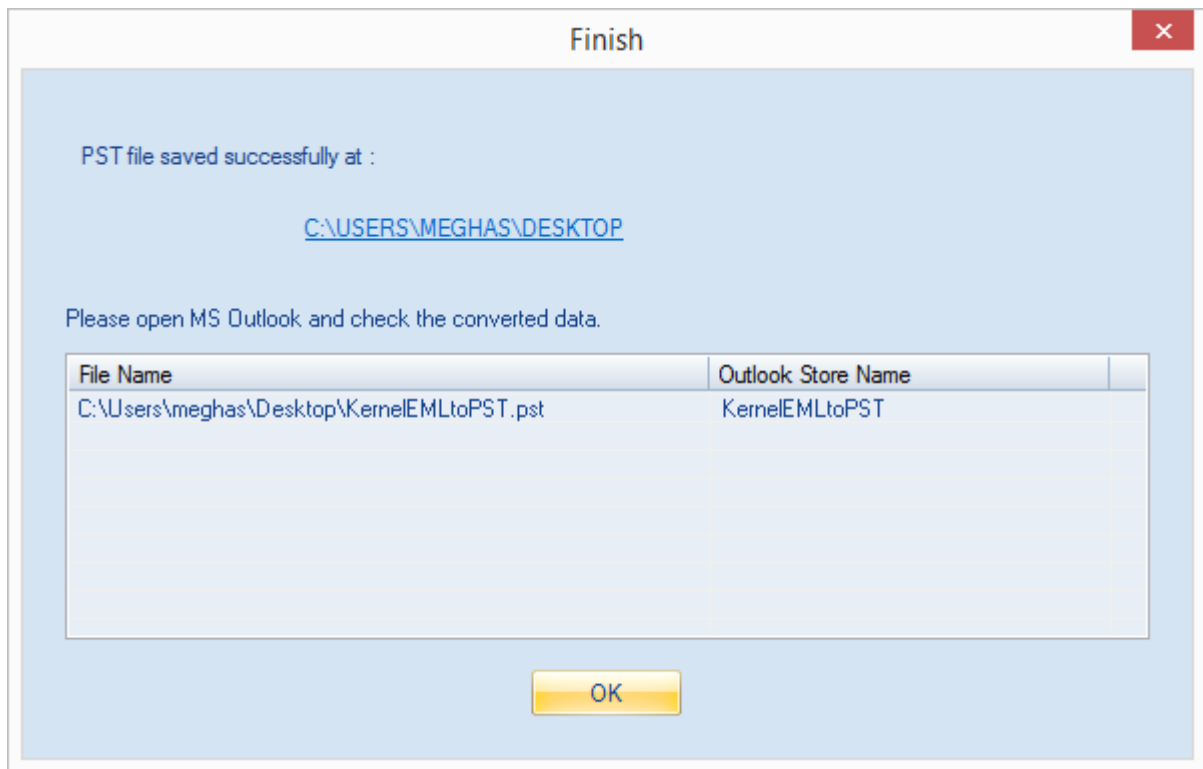 Finish
PST file saved successfully at :
C:\USERS\MEGHAS\DESKTOP
Please open MS Outlook and check the converted data.
File Name Outlook Store Name
C:\Users\meghas\Desktop\KernelEMLtoPST.pst KernelEMLtoPST
OK